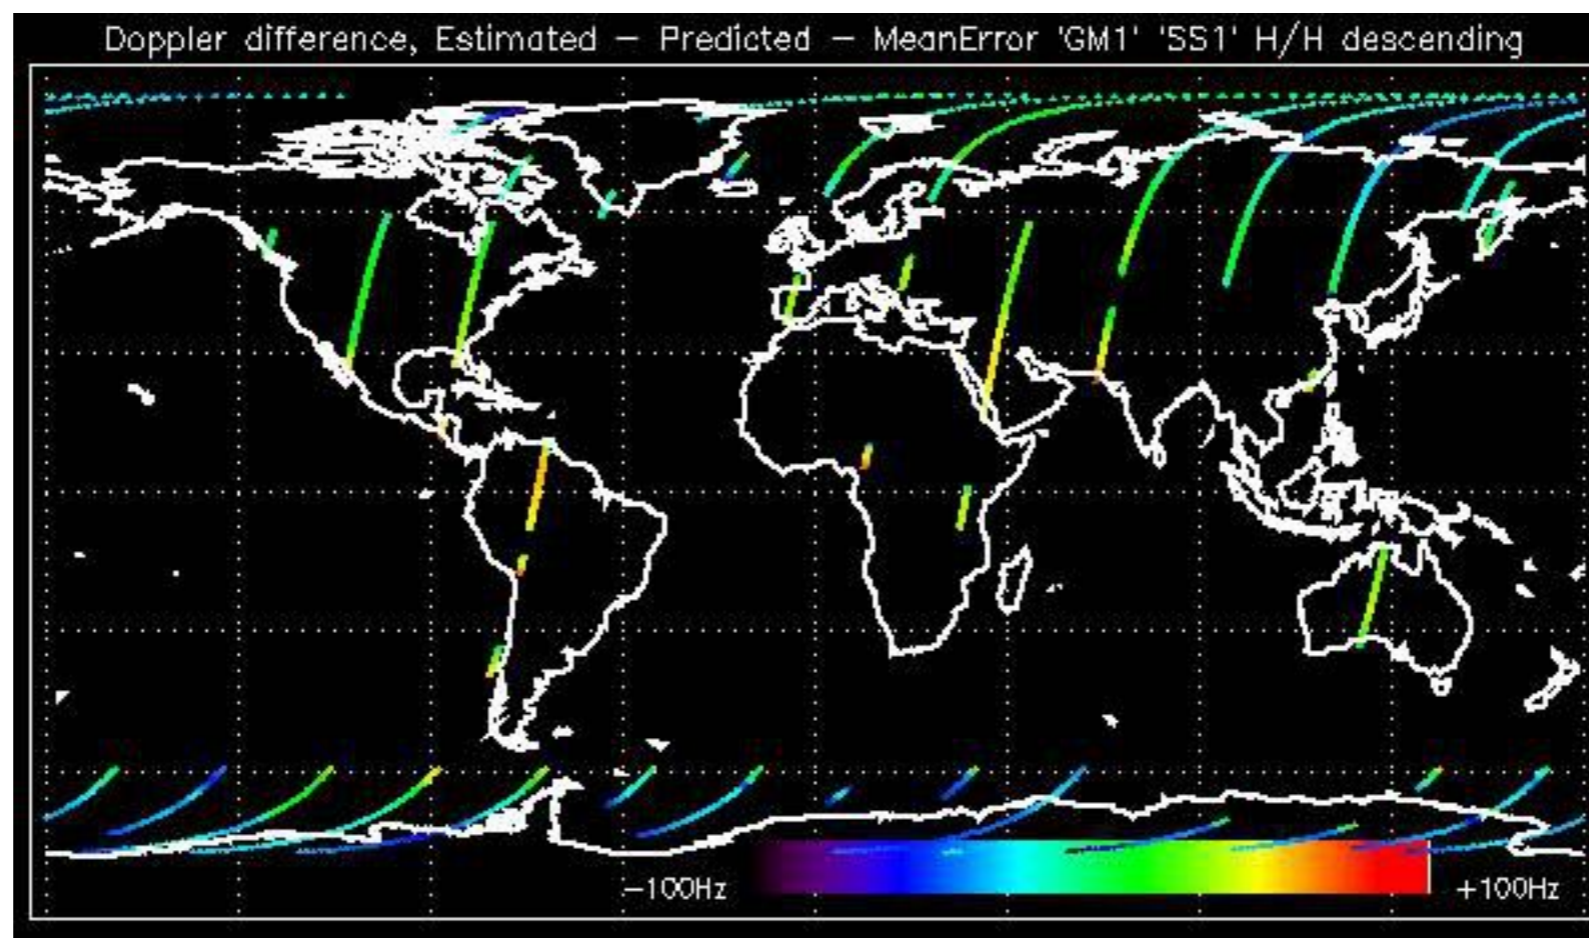 Doppler difference, Estimated – Predicted – MeanError 'GM1' 'SS1' H/H descending
–100Hz
+100Hz